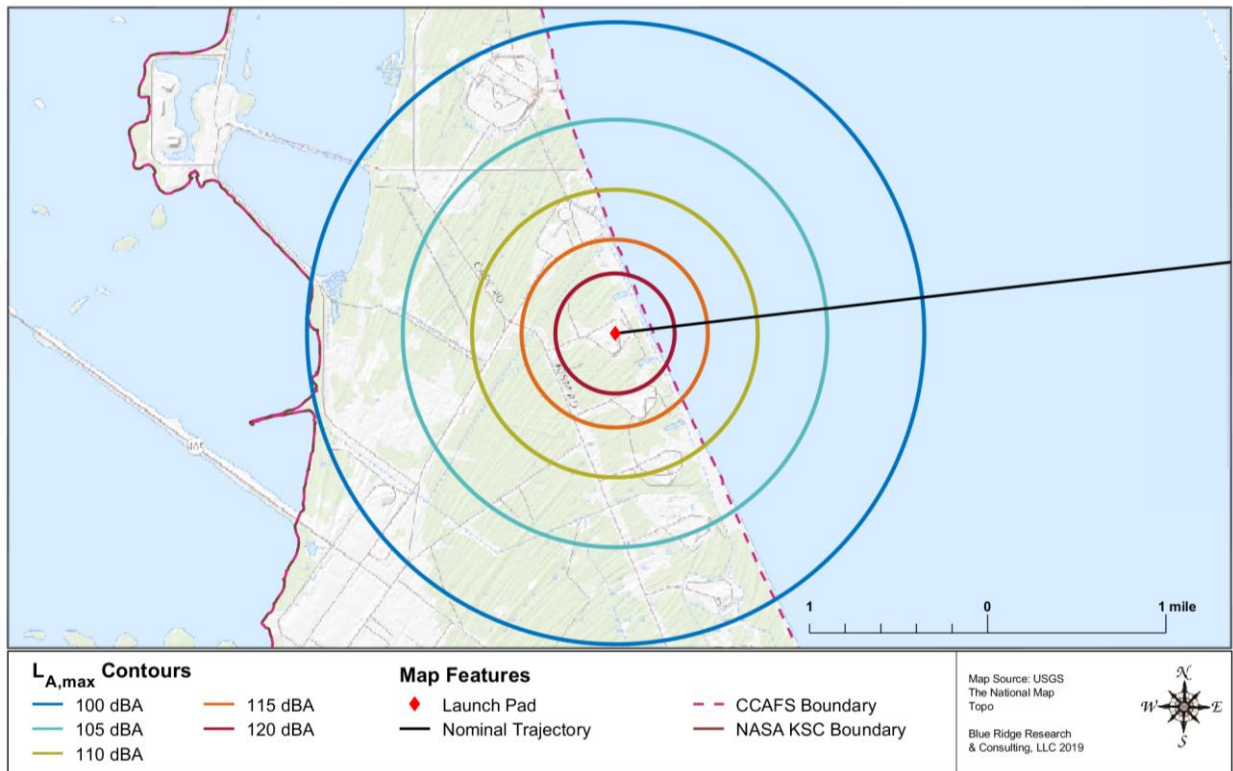 1 0 1 mile
L A,max Contours
100 dBA
105 dBA
110 dBA
115 dBA
120 dBA
Map Features
Launch Pad
Nominal Trajectory
CCAFS Boundary
NASA KSC Boundary
Map Source: USGS
The National Map
Topo
Blue Ridge Research
& Consulting, LLC 2019
N
W E
S